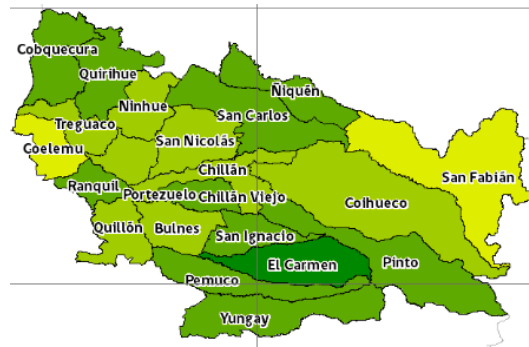 Cobquecura
Quirihue
Ñiquén
Ninhue
San Carlos
Treguaco
San Nicolás
Coelemu
Chillán
San Fabián
Ranquil
Portezuelo
Chillán Viejo
Coihueco
Quillón
Bulnes
San Ignacio
El Carmen
Pinto
Pemuco
Yungay